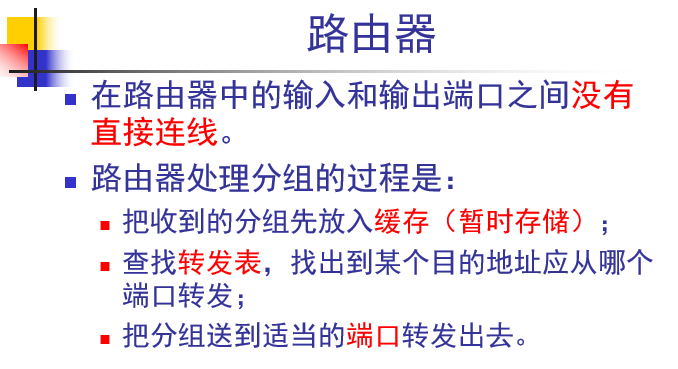 路由器
在路由器中的输入和输出端口之间没有
直接连线。
路由器处理分组的过程是：
把收到的分组先放入缓存（暂时存储）；
查找转发表，找出到某个目的地址应从哪个
端口转发；
把分组送到适当的端口转发出去。